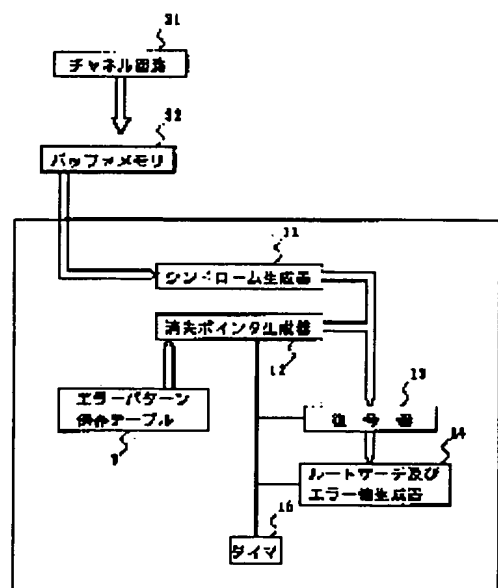 31
チャネル回路
32
バッファメモリ
11
シンドローム生成器
消失ポインタ生成器
12
13
エラーパターン
保存テーブル
復号器
14
ルートサーチ及び
エラー値生成器
16
タイマ